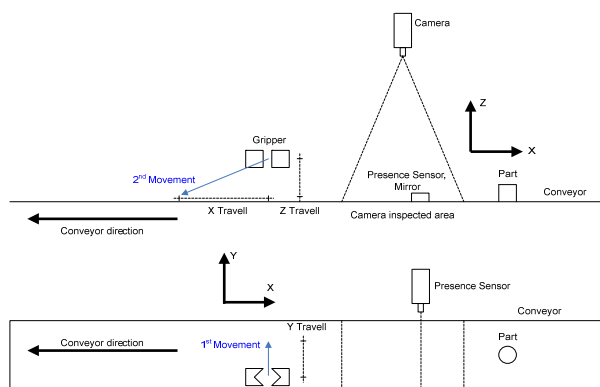 Camera
Z
X
Gripper
2nd Movement
Presence Sensor,
Mirror
Part
Conveyor
X Travell
Z Travell
Camera inspected area
Conveyor direction
Y
X
Presence Sensor
Conveyor
Y Travell
Conveyor direction
1st Movement
Part